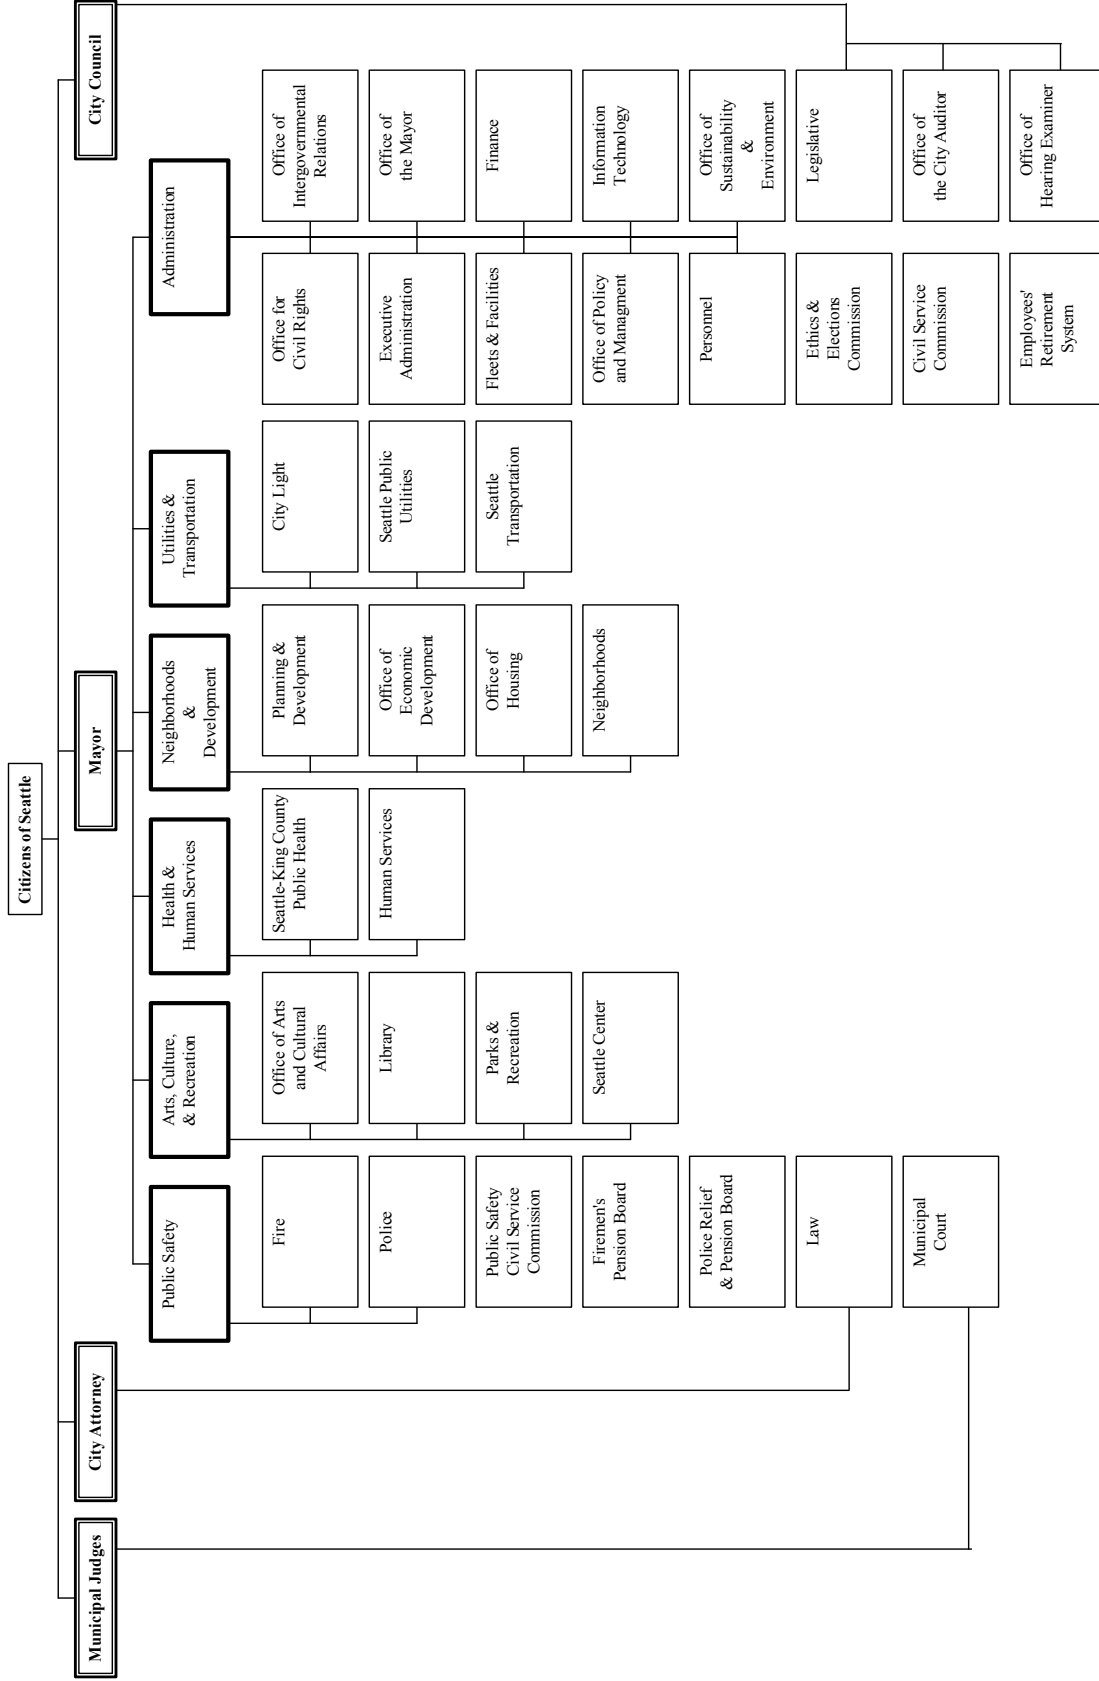 Citizens of Seattle
Municipal Judges
City Attorney
Mayor
City Council
Public Safety
Arts, Culture,
& Recreation
Health &
Human Services
Neighborhoods
&
Development
Utilities &
Transportation
Administration
Fire
Police
Public Safety
Civil Service
Commission
Firemen's
Pension Board
Police Relief
& Pension Board
Law
Municipal
Court
Office of Arts
and Cultural
Affairs
Library
Parks &
Recreation
Seattle Center
Seattle-King County
Public Health
Human Services
Planning &
Development
Office of
Economic
Development
Office of
Housing
Neighborhoods
City Light
Seattle Public
Utilities
Seattle
Transportation
Office for
Civil Rights
Executive
Administration
Fleets & Facilities
Office of Policy
and Managment
Personnel
Ethics &
Elections
Commission
Civil Service
Commission
Employees'
Retirement
System
Office of
Intergovernmental
Relations
Office of
the Mayor
Finance
Information
Technology
Office of
Sustainability
&
Environment
Legislative
Office of
the City Auditor
Office of
Hearing Examiner